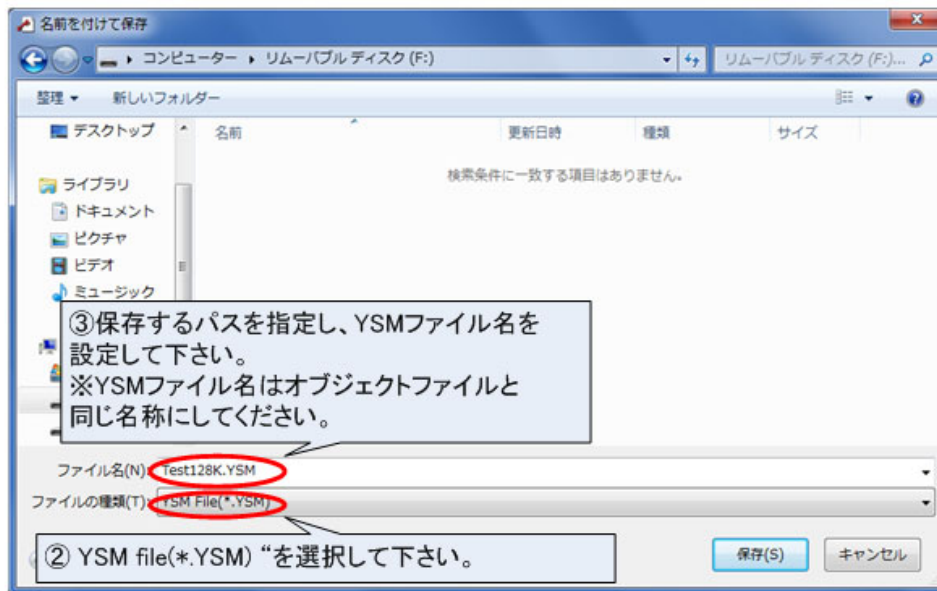 名前を付けて保存
コンピューター ▸ リムーバブル ディスク (F:)
リムーバブル ディスク (F:)...
整理 ▼ 新しいフォルダー
デスクトップ
名前 更新日時 種類 サイズ
検索条件に一致する項目はありません。
ライブラリ
ドキュメント
ピクチャ
ビデオ
ミュージック
③保存するパスを指定し、YSMファイル名を
設定して下さい。
※YSMファイル名はオブジェクトファイルと
同じ名称にしてください。
ファイル名(N): Test128K.YSM
ファイルの種類(T): YSM File(*.YSM)
② YSM file(*.YSM) “を選択して下さい。
保存(S) キャンセル